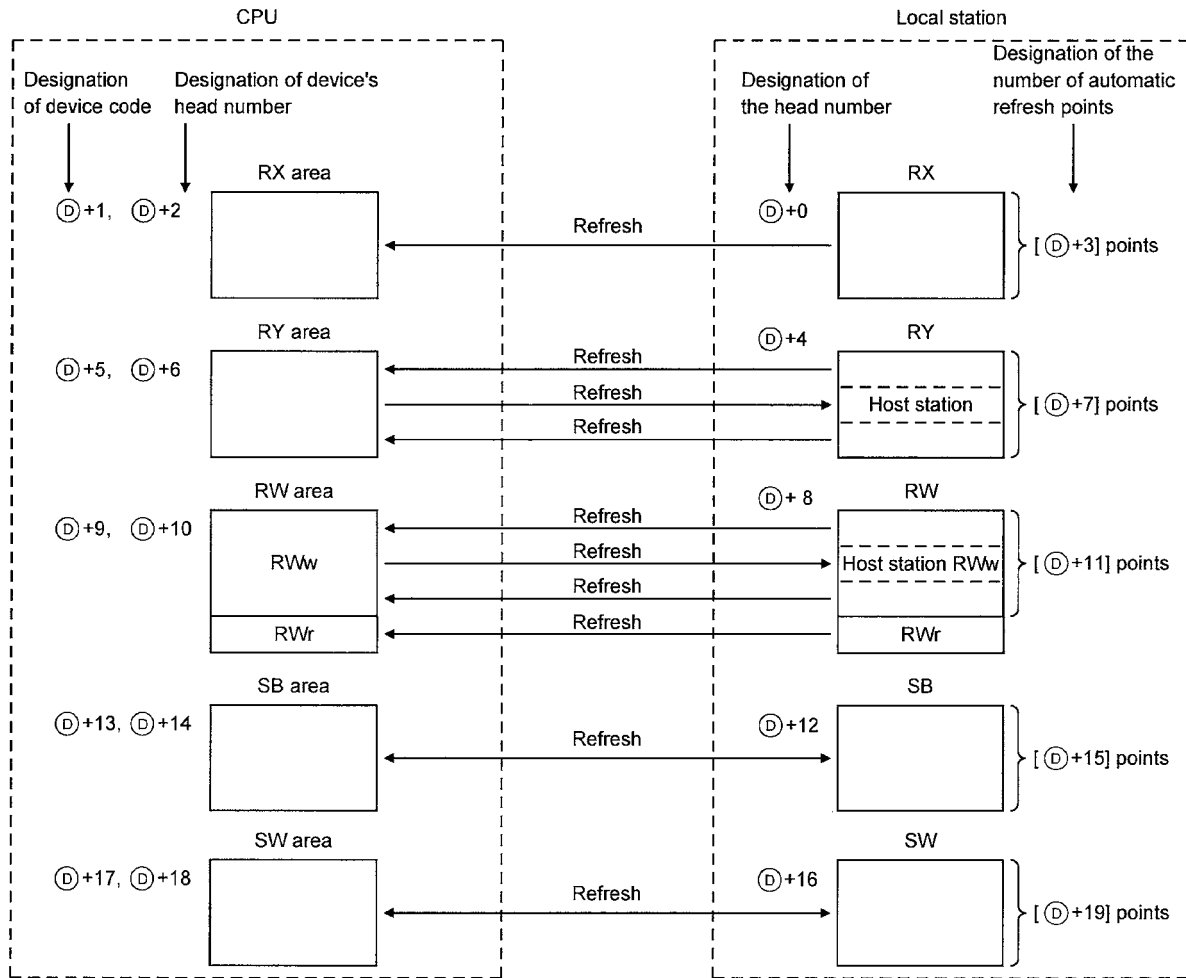 CPU
Local station
Designation of device code
Designation of device's head number
Designation of the head number
Designation of the number of automatic refresh points
RX area
RX
Ⓓ+1, Ⓓ+2
Refresh
Ⓓ+0
[Ⓓ+3] points
RY area
RY
Ⓓ+5, Ⓓ+6
Refresh
Refresh
Refresh
Ⓓ+4
Host station
[Ⓓ+7] points
RW area
RW
Ⓓ+9, Ⓓ+10
RWw
RWr
Refresh
Refresh
Refresh
Refresh
Ⓓ+ 8
Host station RWw
RWr
[Ⓓ+11] points
SB area
SB
Ⓓ+13, Ⓓ+14
Refresh
Ⓓ+12
[Ⓓ+15] points
SW area
SW
Ⓓ+17, Ⓓ+18
Refresh
Ⓓ+16
[Ⓓ+19] points